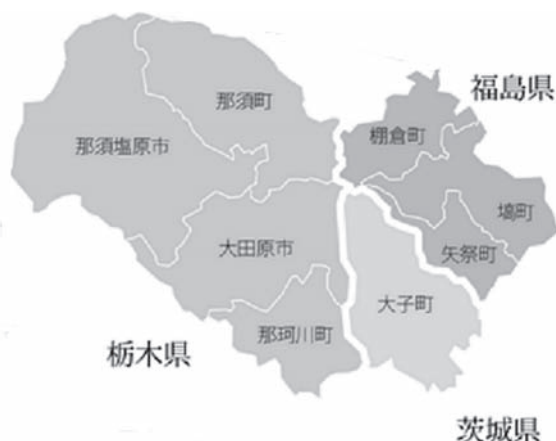 福島県
那須町
棚倉町
那須塩原市
塙町
大田原市
矢祭町
大子町
那珂川町
栃木県
茨城県